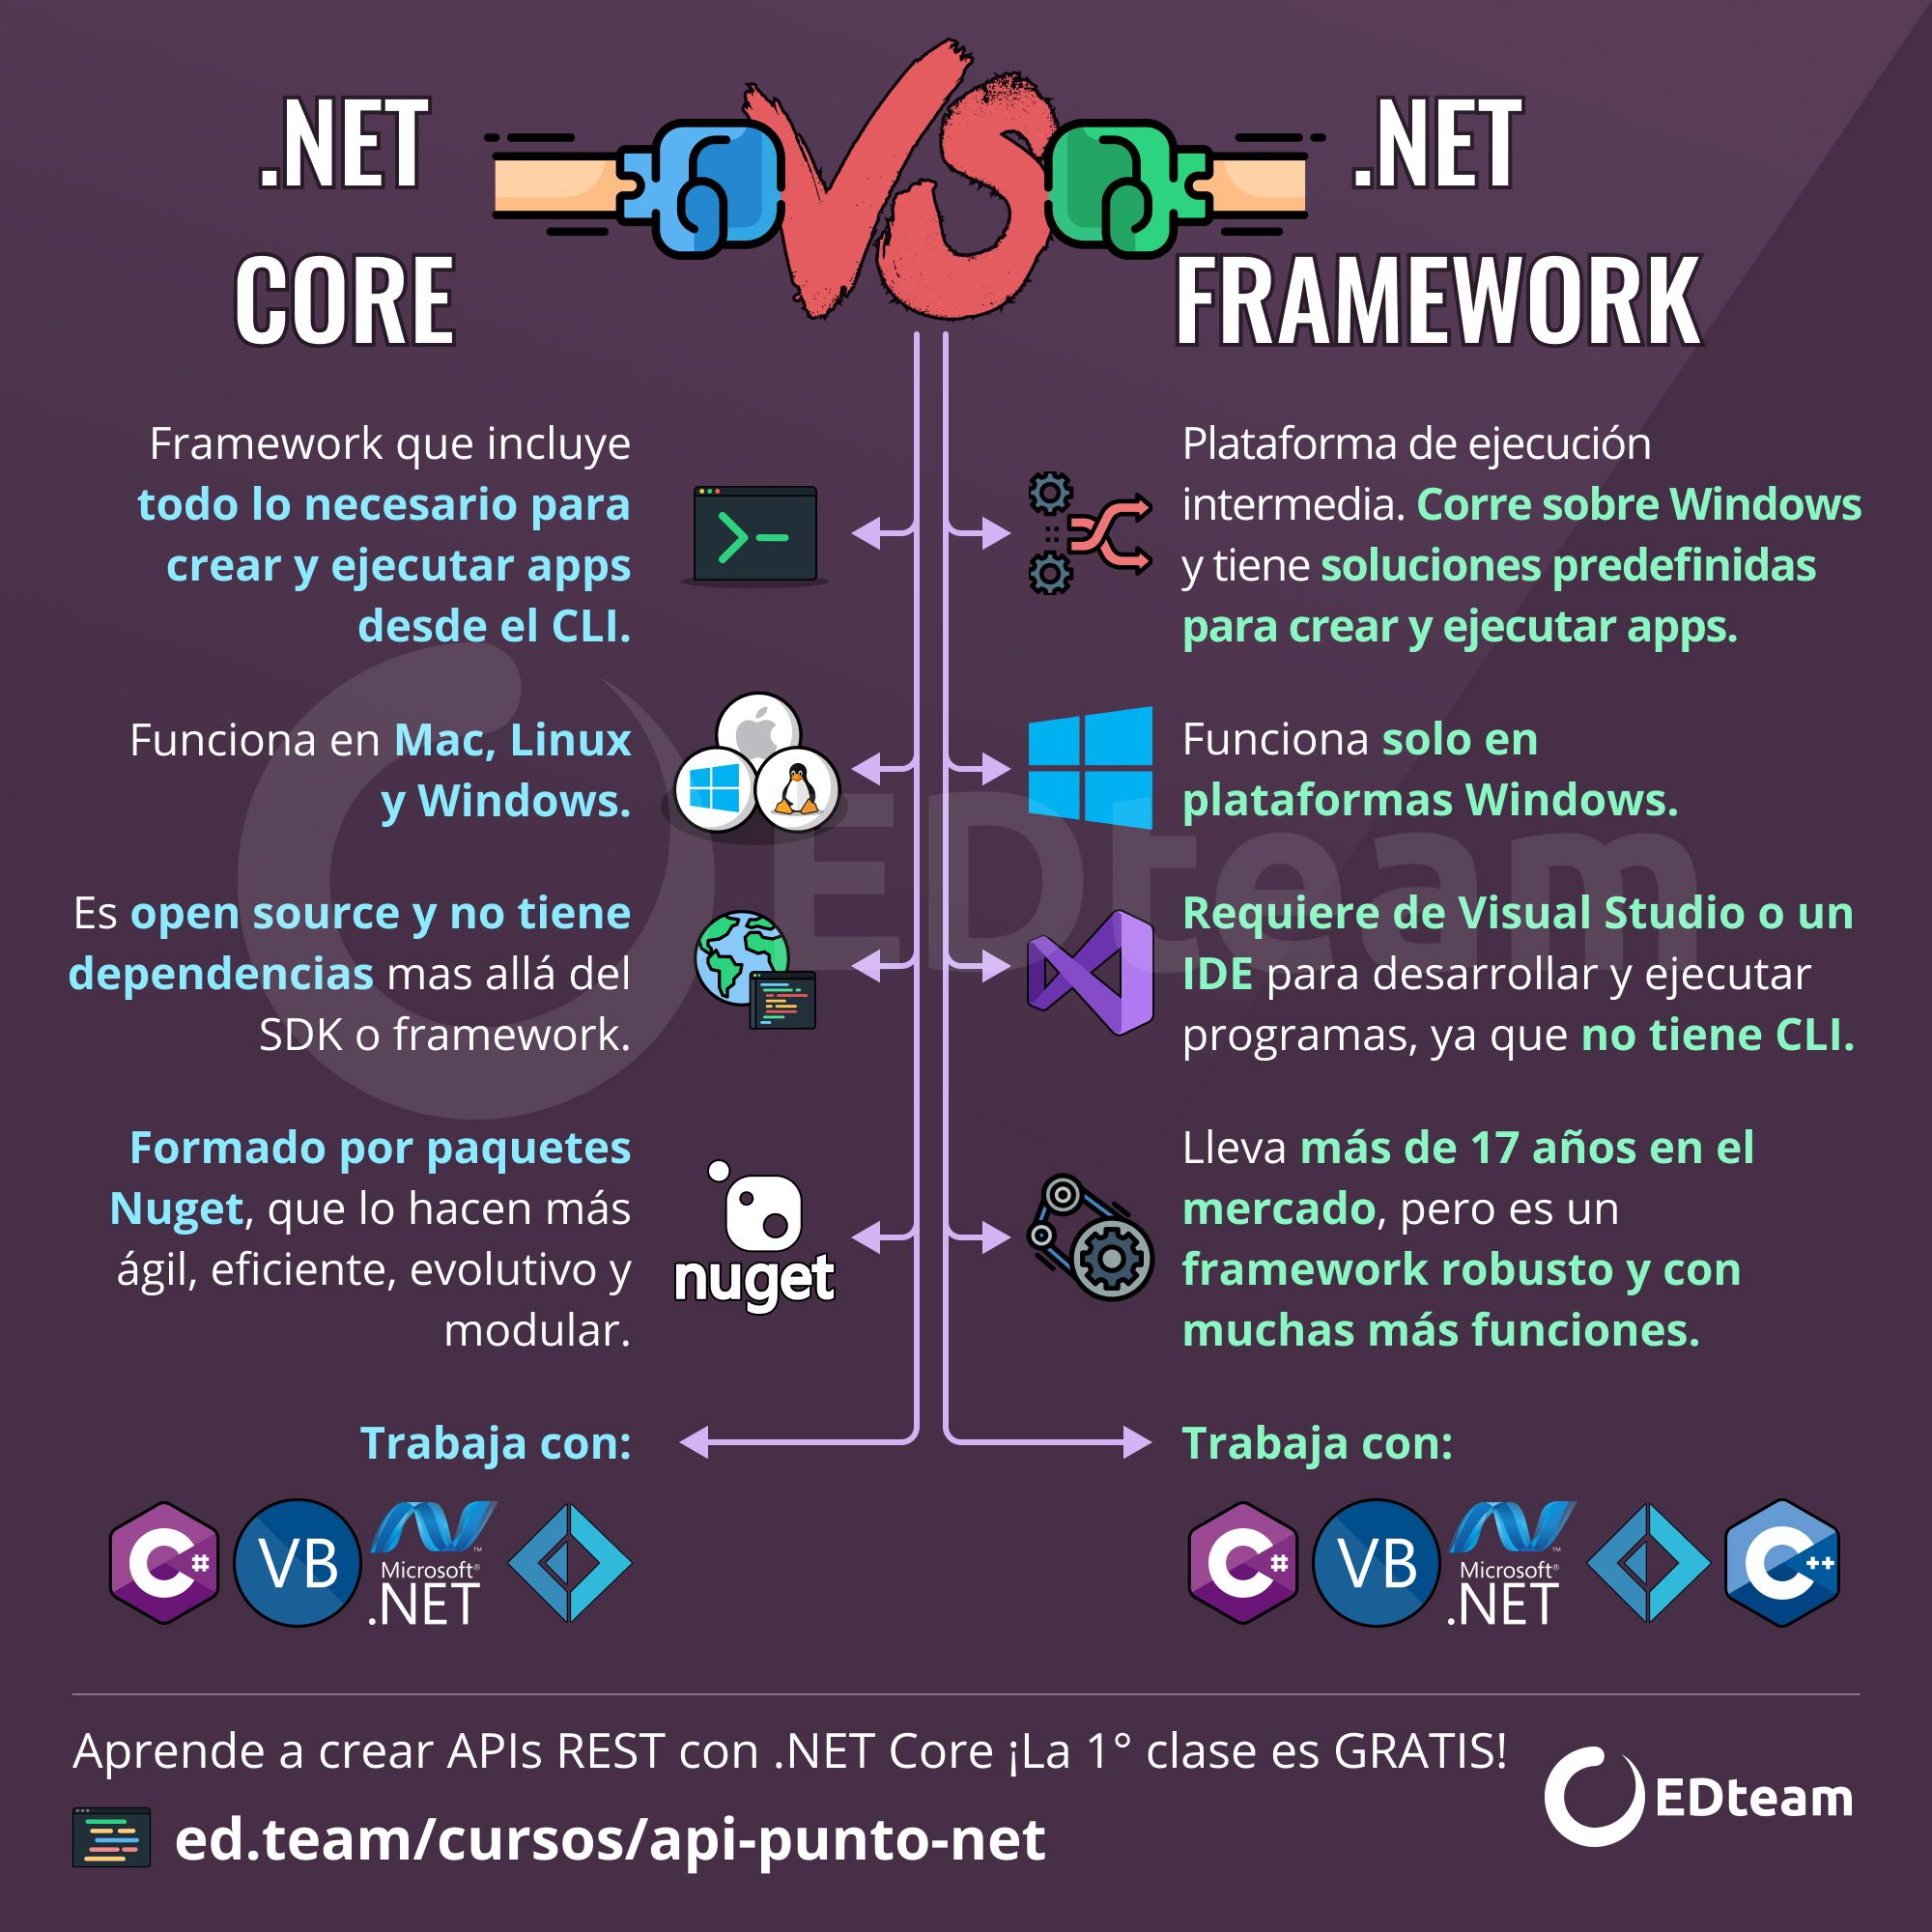 .NET
CORE
VS
.NET
FRAMEWORK
Framework que incluye
todo lo necesario para
crear y ejecutar apps
desde el CLI.
Plataforma de ejecución
intermedia. Corre sobre Windows
y tiene soluciones predefinidas
para crear y ejecutar apps.
Funciona en Mac, Linux
y Windows.
Funciona solo en
plataformas Windows.
Es open source y no tiene
dependencias mas allá del
SDK o framework.
Requiere de Visual Studio o un
IDE para desarrollar y ejecutar
programas, ya que no tiene CLI.
Formado por paquetes
Nuget, que lo hacen más
ágil, eficiente, evolutivo y
modular.
nuget
Lleva más de 17 años en el
mercado, pero es un
framework robusto y con
muchas más funciones.
Trabaja con:
C#
VB
Microsoft®
.NET
Trabaja con:
C#
VB
Microsoft®
.NET
C++
EDteam
Aprende a crear APIs REST con .NET Core ¡La 1° clase es GRATIS!
ed.team/cursos/api-punto-net
EDteam